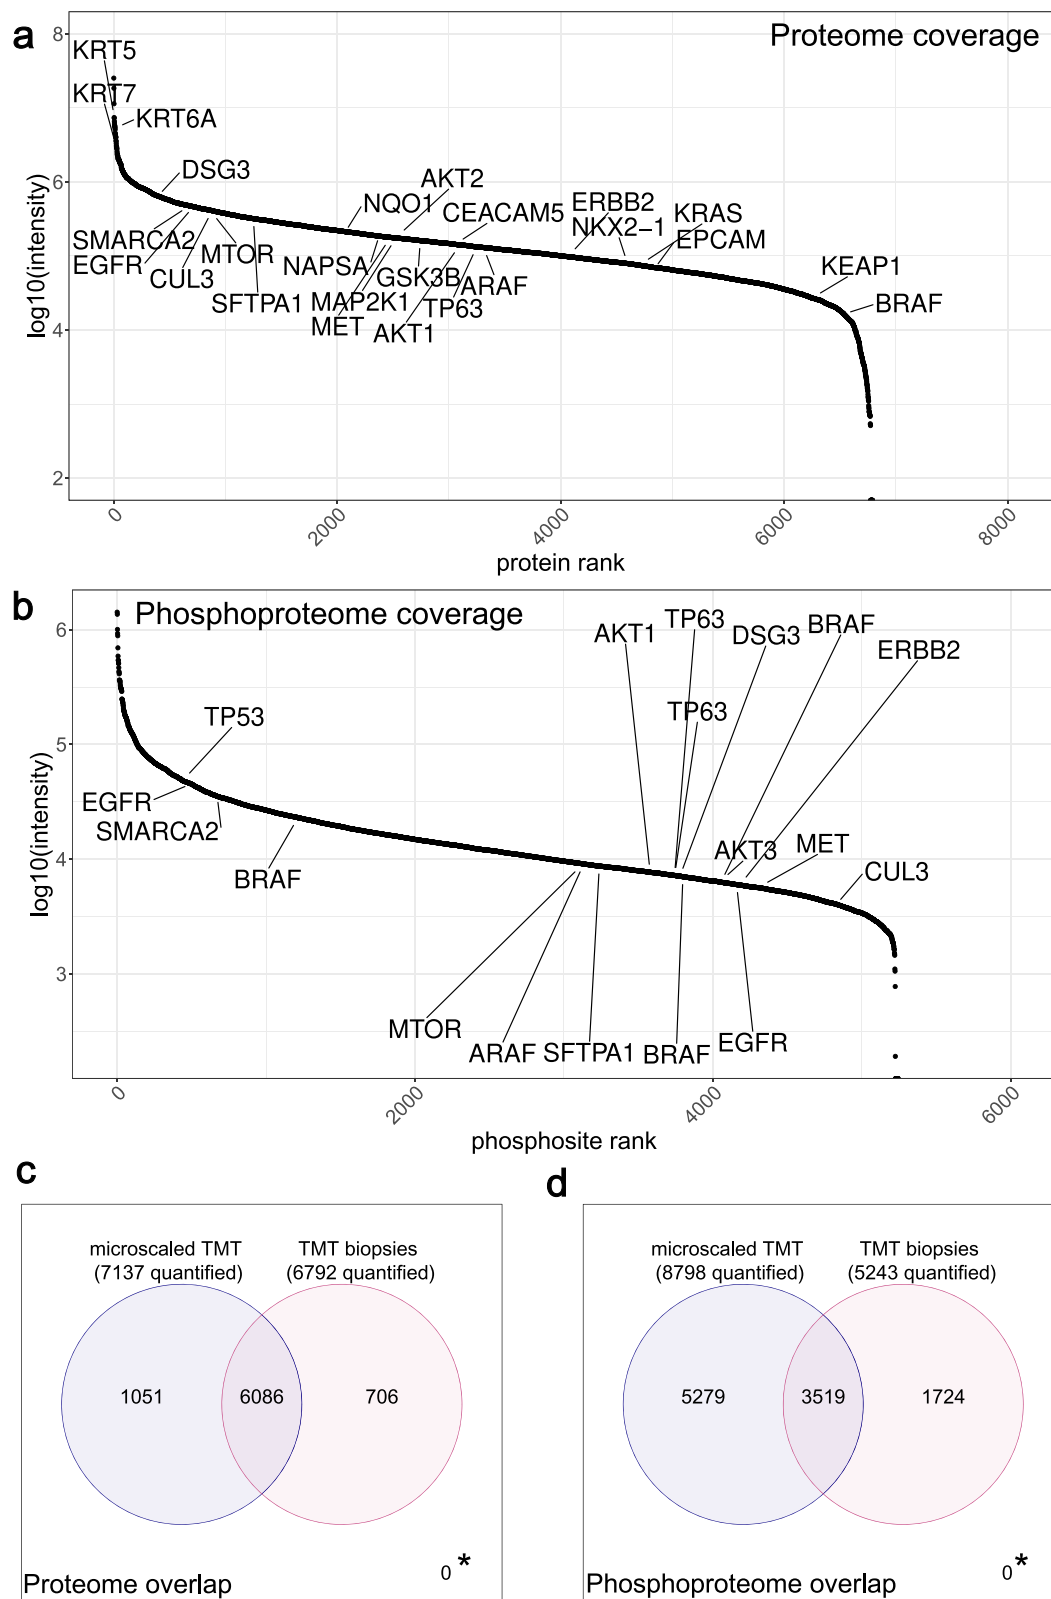 a
Proteome coverage
8
6
4
2
log10(intensity)
KRT5
KRT7
KRT6A
DSG3
SMARCA2
EGFR
CUL3
MTOR
SFTPA1
NQO1
AKT2
CEACAM5
NAPSA
GSK3B
ARAF
MAP2K1
TP63
MET
AKT1
ERBB2
NKX2-1
KRAS
EPCAM
KEAP1
BRAF
0
2000
4000
6000
8000
protein rank
b
Phosphoproteome coverage
6
5
4
3
log10(intensity)
TP53
EGFR
SMARCA2
BRAF
AKT1
TP63
DSG3
BRAF
ERBB2
TP63
AKT3
MET
CUL3
MTOR
ARAF
SFTPA1
BRAF
EGFR
0
2000
4000
6000
phosphosite rank
c
microscaled TMT
(7137 quantified)
TMT biopsies
(6792 quantified)
1051
6086
706
0 *
Proteome overlap
d
microscaled TMT
(8798 quantified)
TMT biopsies
(5243 quantified)
5279
3519
1724
0 *
Phosphoproteome overlap